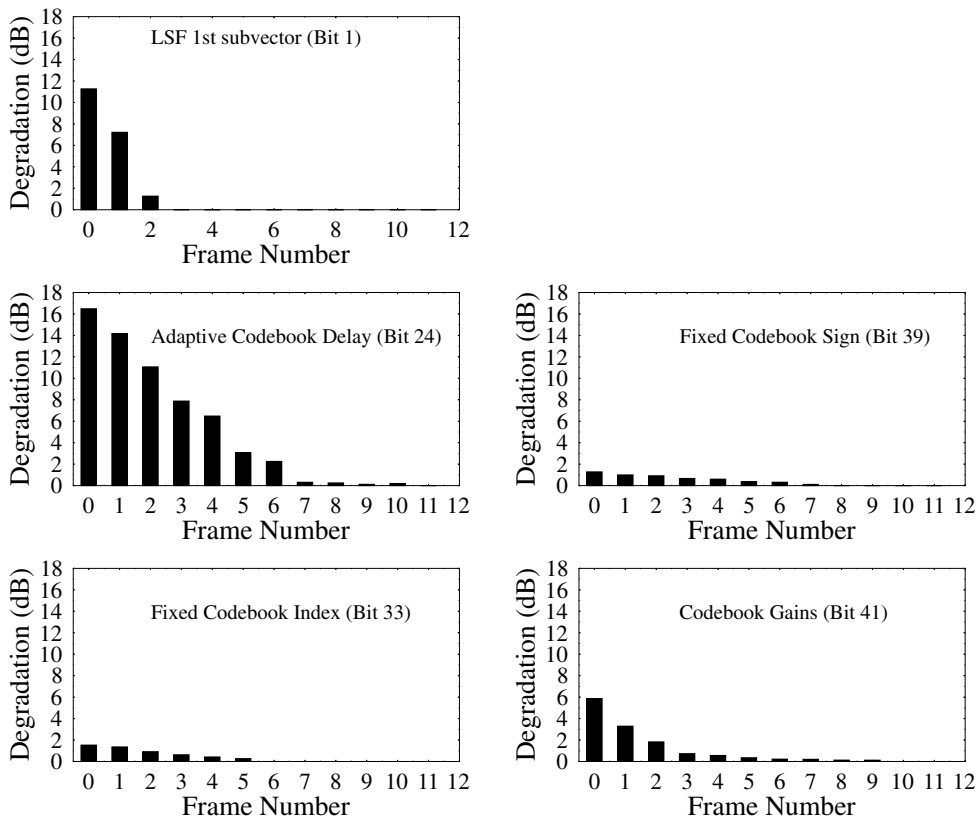 18
16
14
12
10
8
6
4
2
0
Degradation (dB)
LSF 1st subvector (Bit 1)
0 2 4 6 8 10 12
Frame Number
18
16
14
12
10
8
6
4
2
0
Degradation (dB)
Adaptive Codebook Delay (Bit 24)
0 1 2 3 4 5 6 7 8 9 10 11 12
Frame Number
18
16
14
12
10
8
6
4
2
0
Degradation (dB)
Fixed Codebook Sign (Bit 39)
0 1 2 3 4 5 6 7 8 9 10 11 12
Frame Number
18
16
14
12
10
8
6
4
2
0
Degradation (dB)
Fixed Codebook Index (Bit 33)
0 1 2 3 4 5 6 7 8 9 10 11 12
Frame Number
18
16
14
12
10
8
6
4
2
0
Degradation (dB)
Codebook Gains (Bit 41)
0 1 2 3 4 5 6 7 8 9 10 11 12
Frame Number